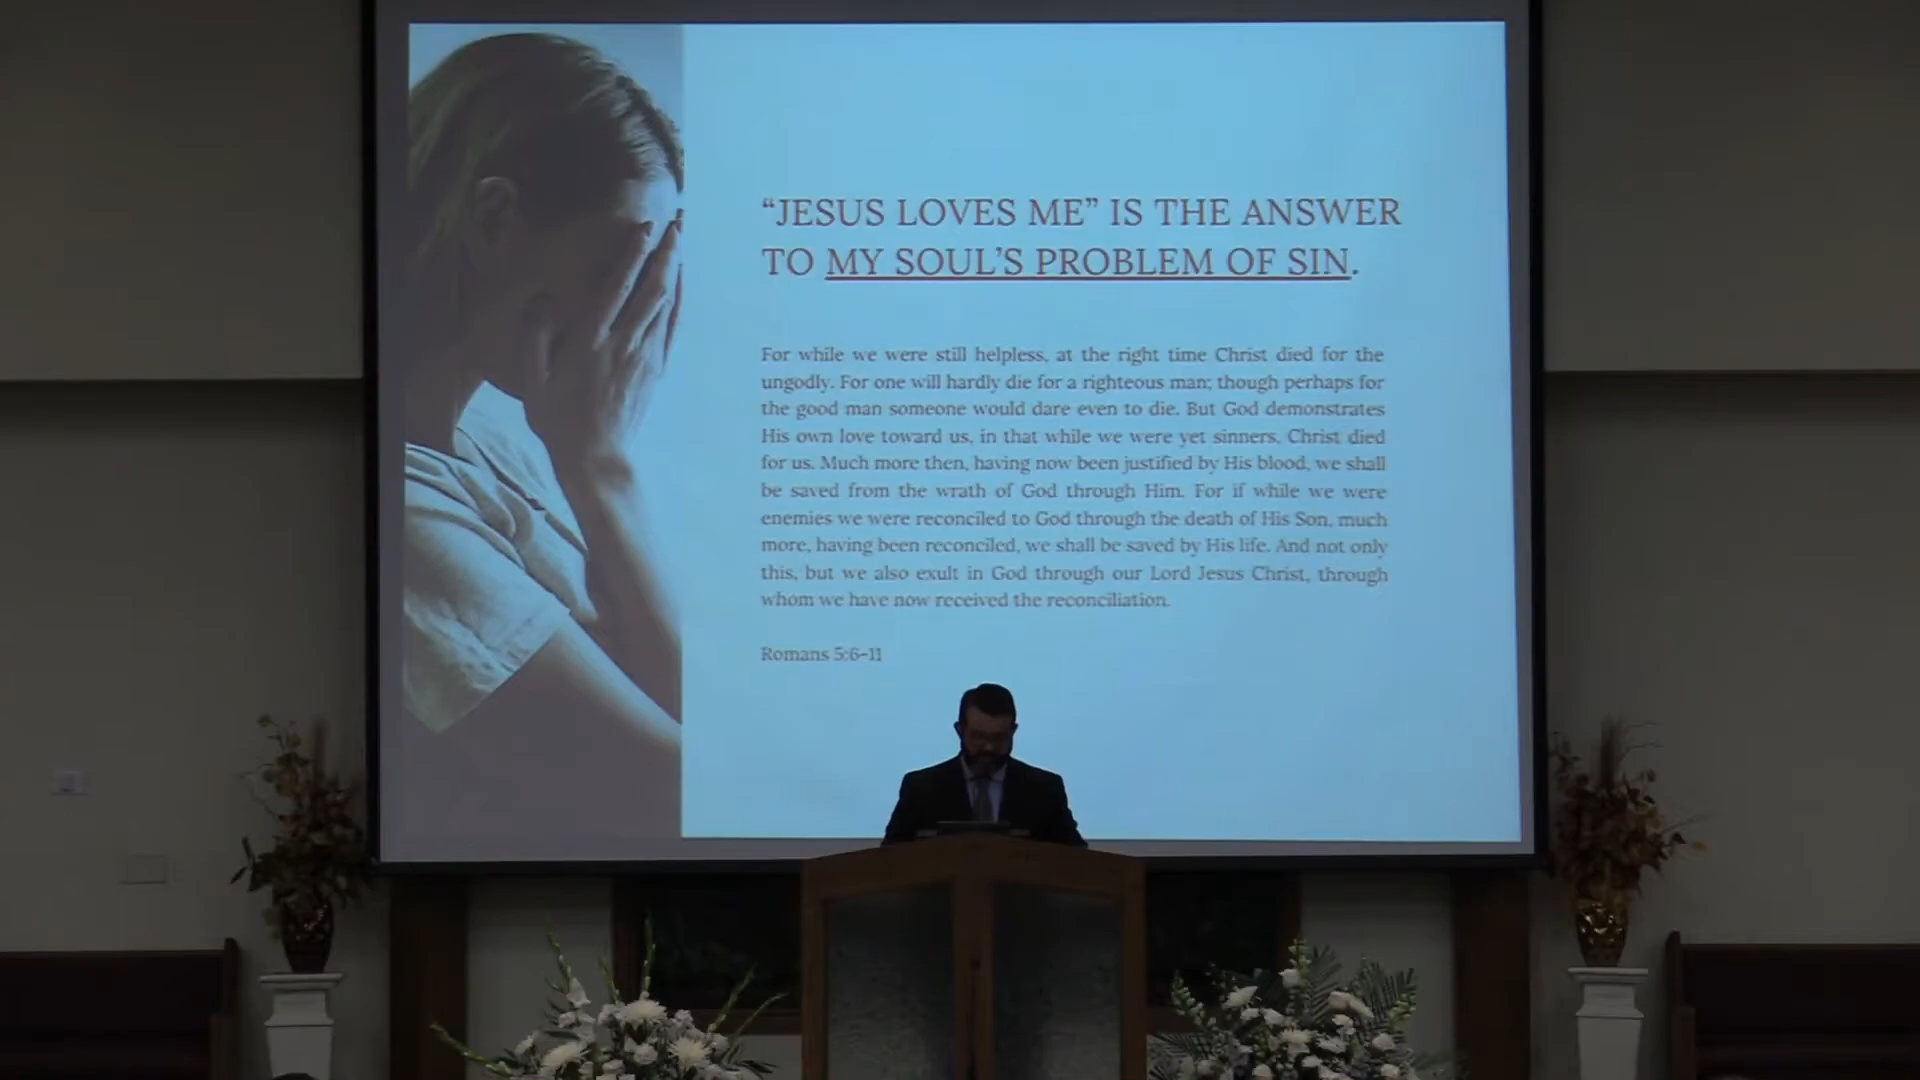 “JESUS LOVES ME” IS THE ANSWER
TO MY SOUL’S PROBLEM OF SIN.
For while we were still helpless, at the right time Christ died for the
ungodly. For one will hardly die for a righteous man; though perhaps for
the good man someone would dare even to die. But God demonstrates
His own love toward us, in that while we were yet sinners, Christ died
for us. Much more then, having now been justified by His blood, we shall
be saved from the wrath of God through Him. For if while we were
enemies we were reconciled to God through the death of His Son, much
more, having been reconciled, we shall be saved by His life. And not only
this, but we also exult in God through our Lord Jesus Christ, through
whom we have now received the reconciliation.
Romans 5:6-11